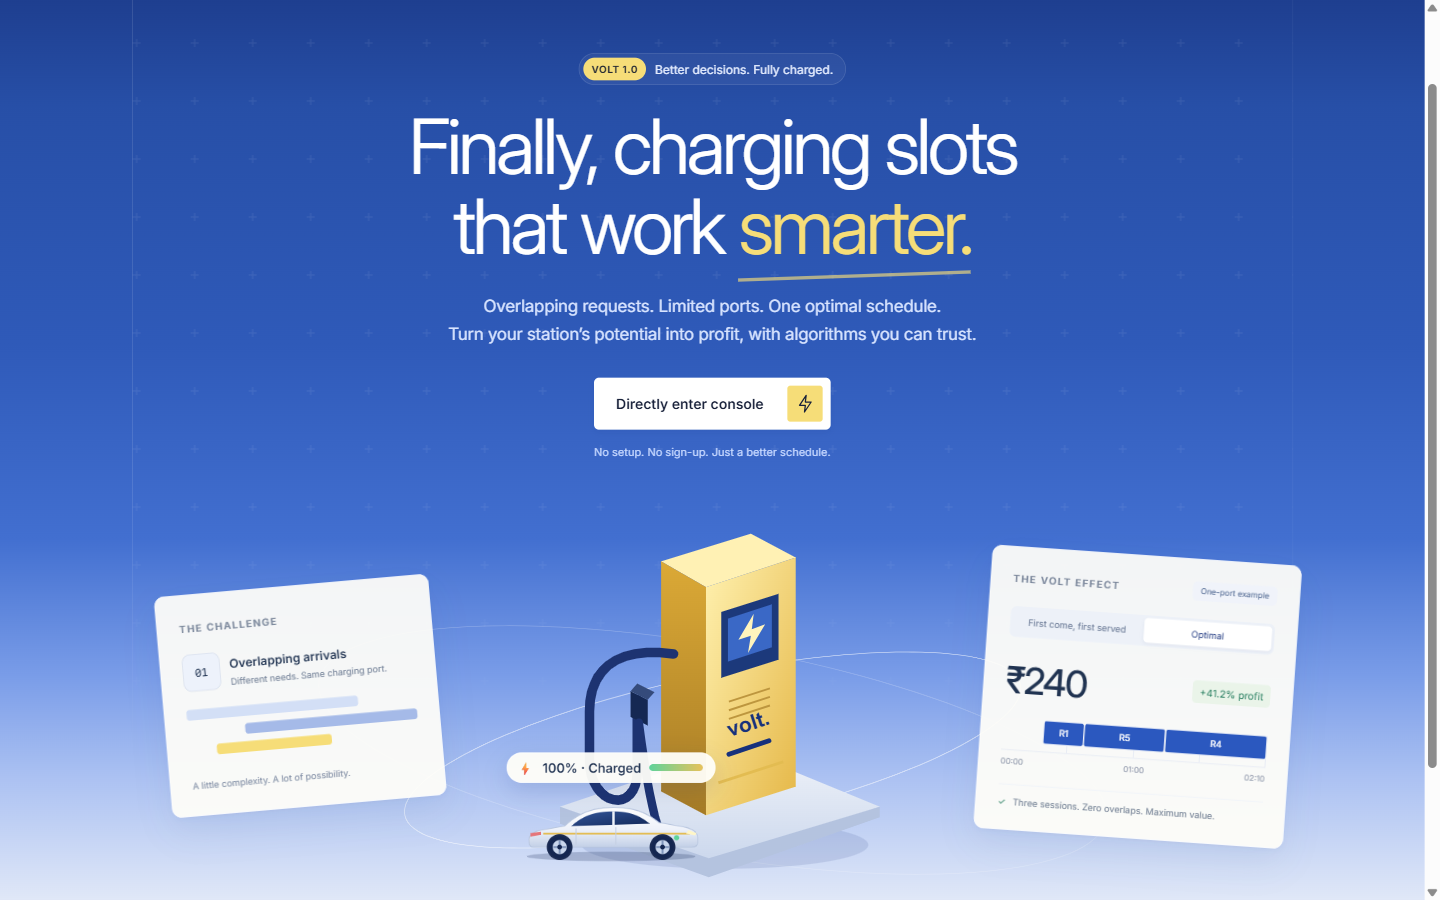 VOLT 1.0 Better decisions. Fully charged.
Finally, charging slots
that work smarter.
Overlapping requests. Limited ports. One optimal schedule.
Turn your station’s potential into profit, with algorithms you can trust.
Directly enter console
No setup. No sign-up. Just a better schedule.
THE CHALLENGE
01
Overlapping arrivals
Different needs. Same charging port.
A little complexity. A lot of possibility.
volt.
100% · Charged
THE VOLT EFFECT
One-port example
First come, first served
Optimal
₹240
+41.2% profit
R1 R5 R4
00:00 01:00 02:10
Three sessions. Zero overlaps. Maximum value.